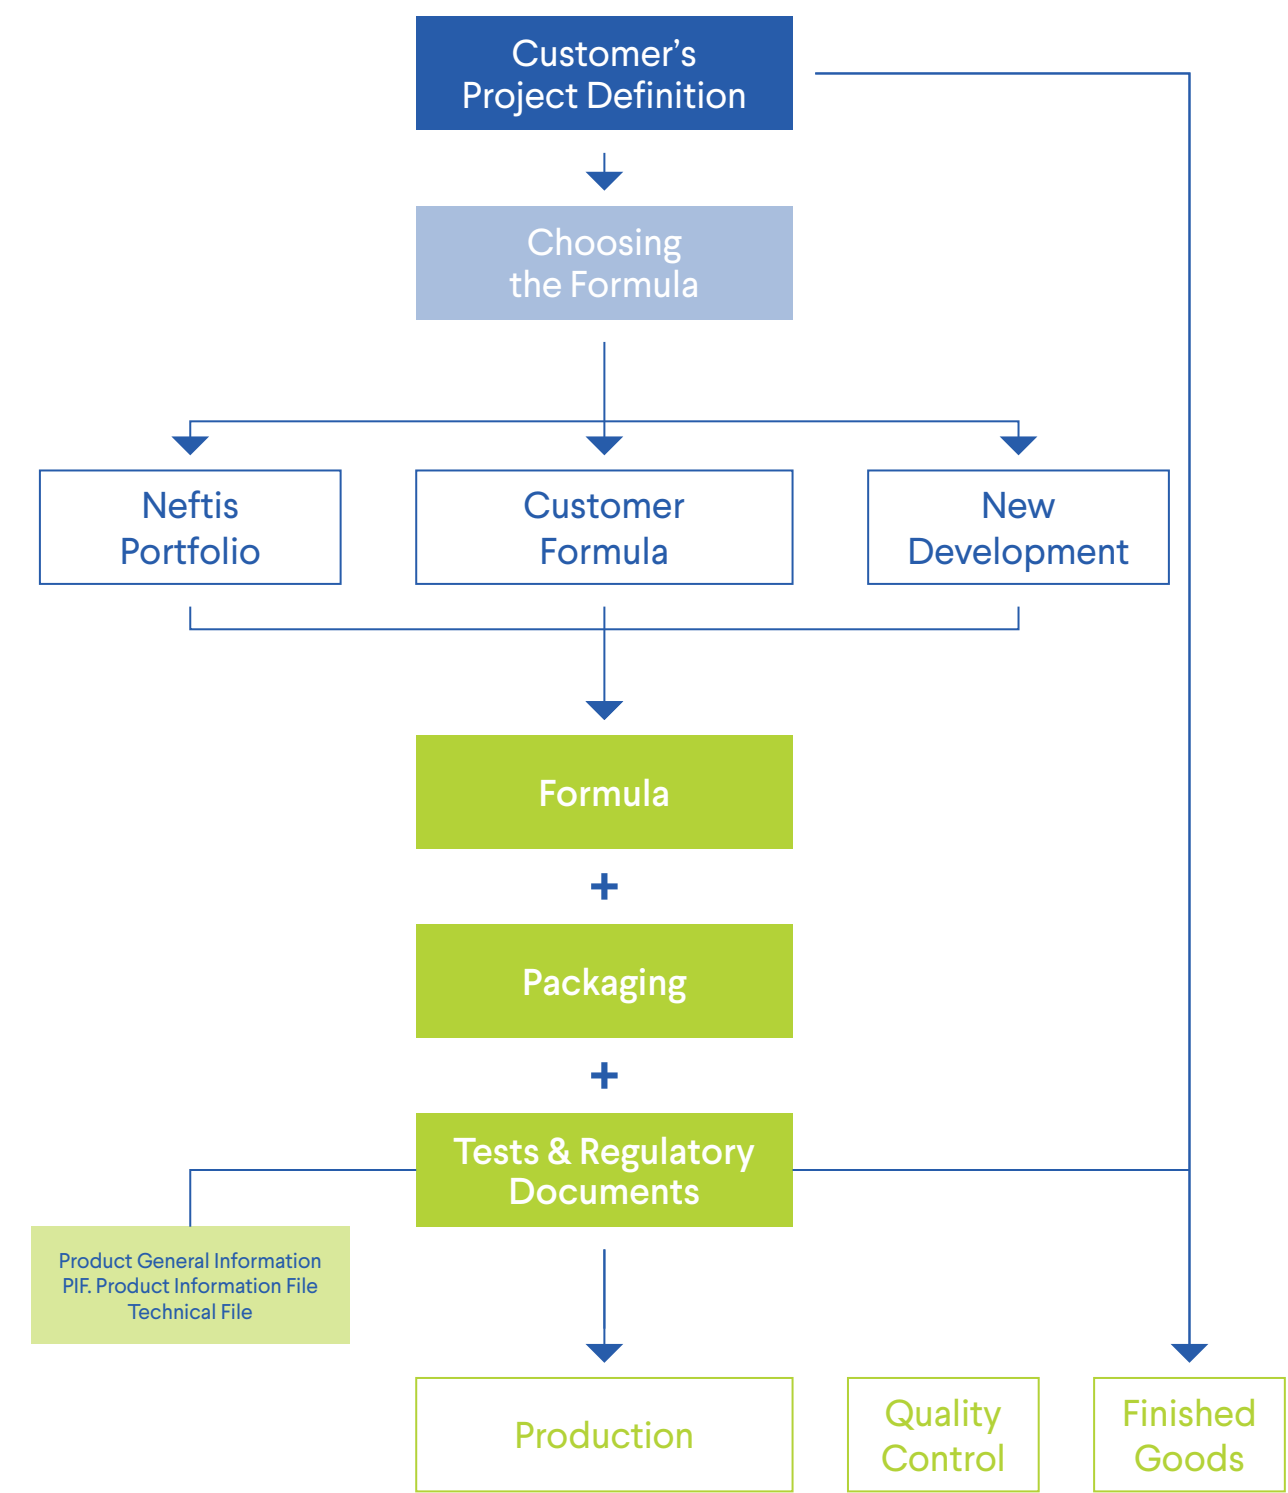 Customer’s
Project Definition
Choosing
the Formula
Neftis
Portfolio
Customer
Formula
New
Development
Formula
+
Packaging
+
Tests & Regulatory
Documents
Product General Information
PIF. Product Information File
Technical File
Production
Quality
Control
Finished
Goods